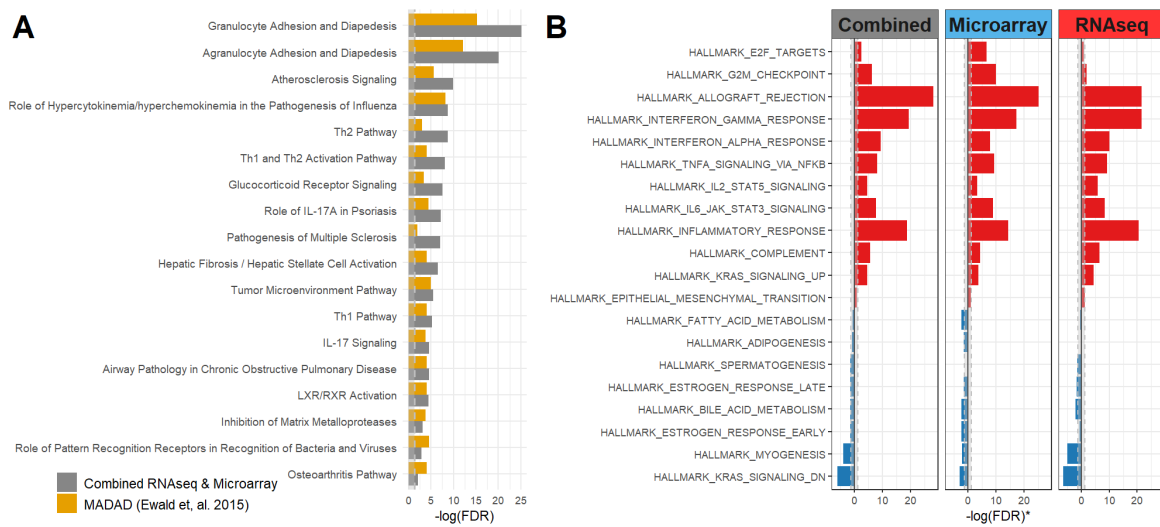 A
Granulocyte Adhesion and Diapedesis
Agranulocyte Adhesion and Diapedesis
Atherosclerosis Signaling
Role of Hypercytokinemia/hyperchemokinemia in the Pathogenesis of Influenza
Th2 Pathway
Th1 and Th2 Activation Pathway
Glucocorticoid Receptor Signaling
Role of IL-17A in Psoriasis
Pathogenesis of Multiple Sclerosis
Hepatic Fibrosis / Hepatic Stellate Cell Activation
Tumor Microenvironment Pathway
Th1 Pathway
IL-17 Signaling
Airway Pathology in Chronic Obstructive Pulmonary Disease
LXR/RXR Activation
Inhibition of Matrix Metalloproteases
Role of Pattern Recognition Receptors in Recognition of Bacteria and Viruses
Osteoarthritis Pathway
Combined RNAseq & Microarray
MADAD (Ewald et, al. 2015)
0 5 10 15 20 25
-log(FDR)
B
Combined Microarray RNAseq
HALLMARK_E2F_TARGETS
HALLMARK_G2M_CHECKPOINT
HALLMARK_ALLOGRAFT_REJECTION
HALLMARK_INTERFERON_GAMMA_RESPONSE
HALLMARK_INTERFERON_ALPHA_RESPONSE
HALLMARK_TNFA_SIGNALING_VIA_NFKB
HALLMARK_IL2_STAT5_SIGNALING
HALLMARK_IL6_JAK_STAT3_SIGNALING
HALLMARK_INFLAMMATORY_RESPONSE
HALLMARK_COMPLEMENT
HALLMARK_KRAS_SIGNALING_UP
HALLMARK_EPITHELIAL_MESENCHYMAL_TRANSITION
HALLMARK_FATTY_ACID_METABOLISM
HALLMARK_ADIPOGENESIS
HALLMARK_SPERMATOGENESIS
HALLMARK_ESTROGEN_RESPONSE_LATE
HALLMARK_BILE_ACID_METABOLISM
HALLMARK_ESTROGEN_RESPONSE_EARLY
HALLMARK_MYOGENESIS
HALLMARK_KRAS_SIGNALING_DN
0 10 20 0 10 20 0 10 20
-log(FDR)*